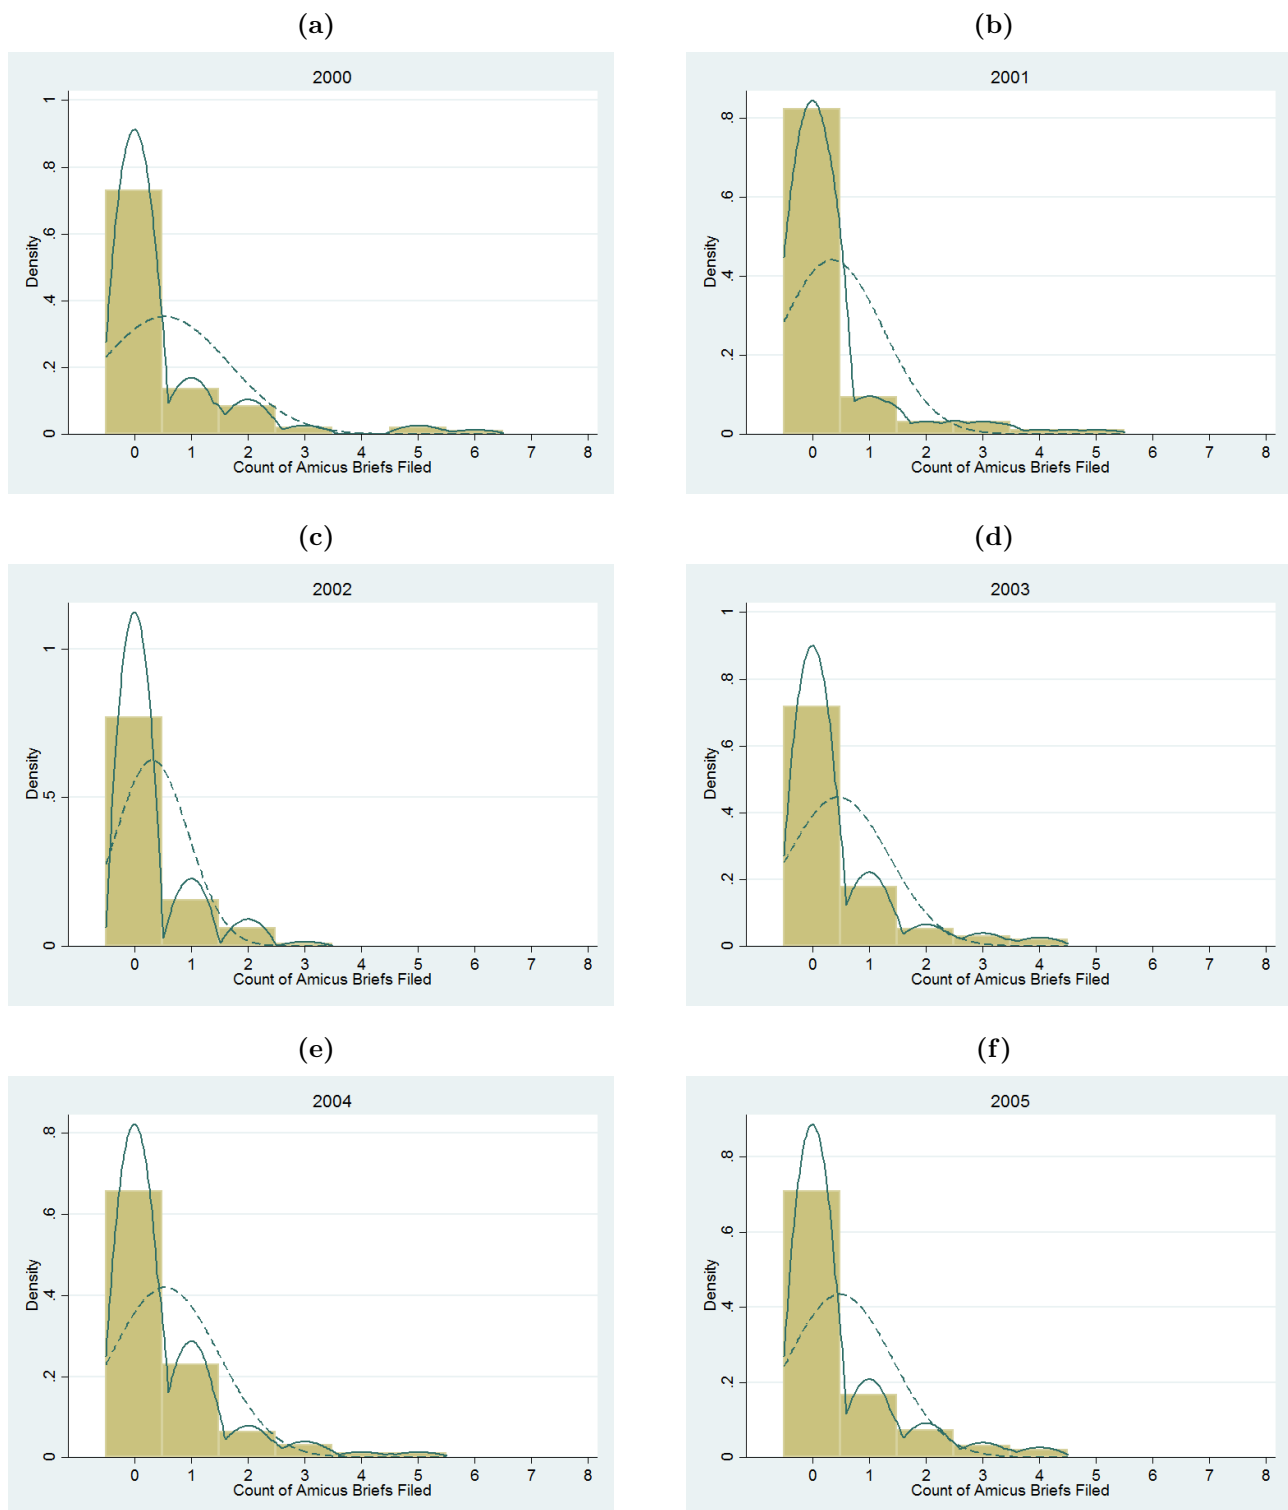 (a)
2000
Density
0 .2 .4 .6 .8 1
0 1 2 3 4 5 6 7 8
Count of Amicus Briefs Filed
(b)
2001
Density
0 .2 .4 .6 .8
0 1 2 3 4 5 6 7 8
Count of Amicus Briefs Filed
(c)
2002
Density
0 .5 1
0 1 2 3 4 5 6 7 8
Count of Amicus Briefs Filed
(d)
2003
Density
0 .2 .4 .6 .8 1
0 1 2 3 4 5 6 7 8
Count of Amicus Briefs Filed
(e)
2004
Density
0 .2 .4 .6 .8
0 1 2 3 4 5 6 7 8
Count of Amicus Briefs Filed
(f)
2005
Density
0 .2 .4 .6 .8
0 1 2 3 4 5 6 7 8
Count of Amicus Briefs Filed